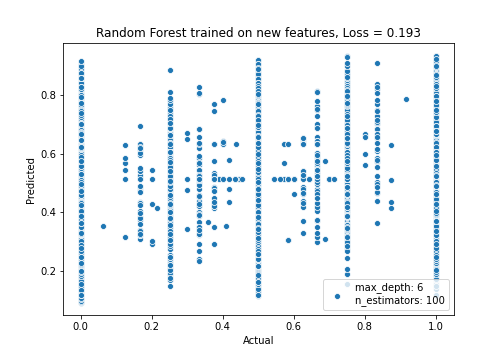 Random Forest trained on new features, Loss = 0.193
Predicted
0.8
0.6
0.4
0.2
max_depth: 6
n_estimators: 100
0.0 0.2 0.4 0.6 0.8 1.0
Actual